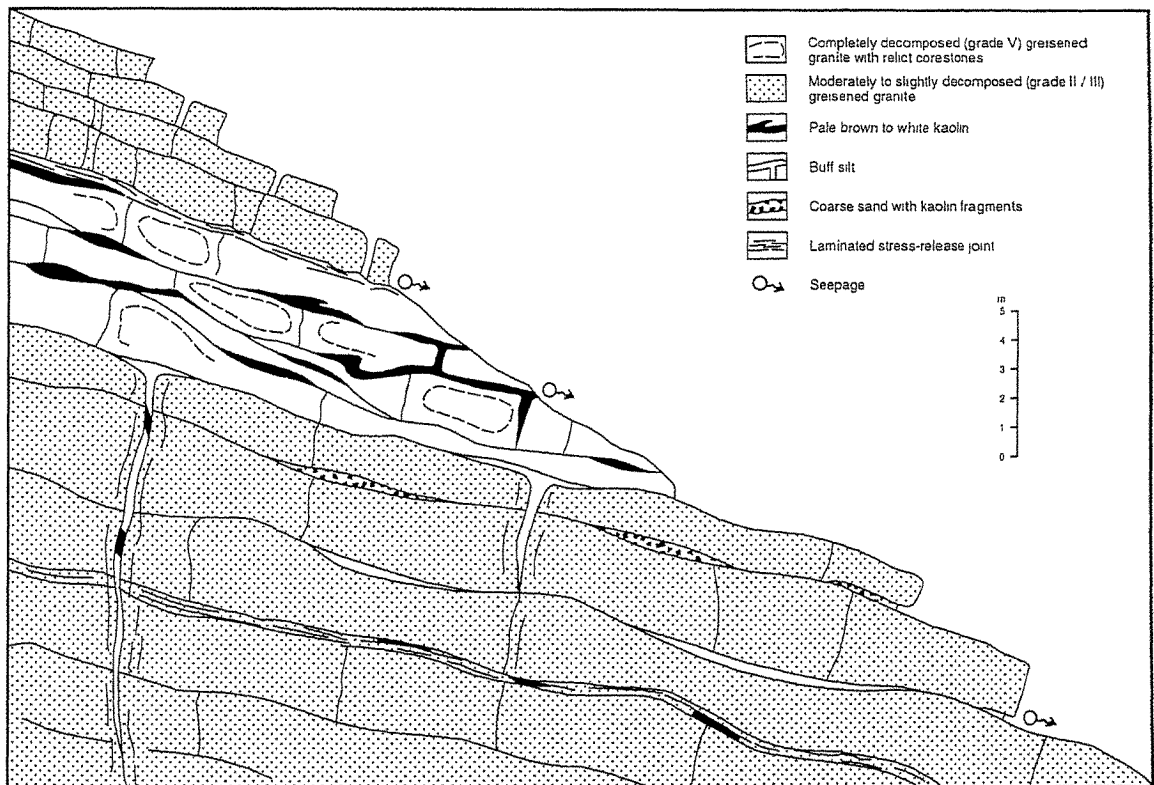 Completely decomposed (grade V) greisened
granite with relict corestones
Moderately to slightly decomposed (grade II / III)
greisened granite
Pale brown to white kaolin
Buff silt
Coarse sand with kaolin fragments
Laminated stress-release joint
Seepage
m
5
4
3
2
1
0